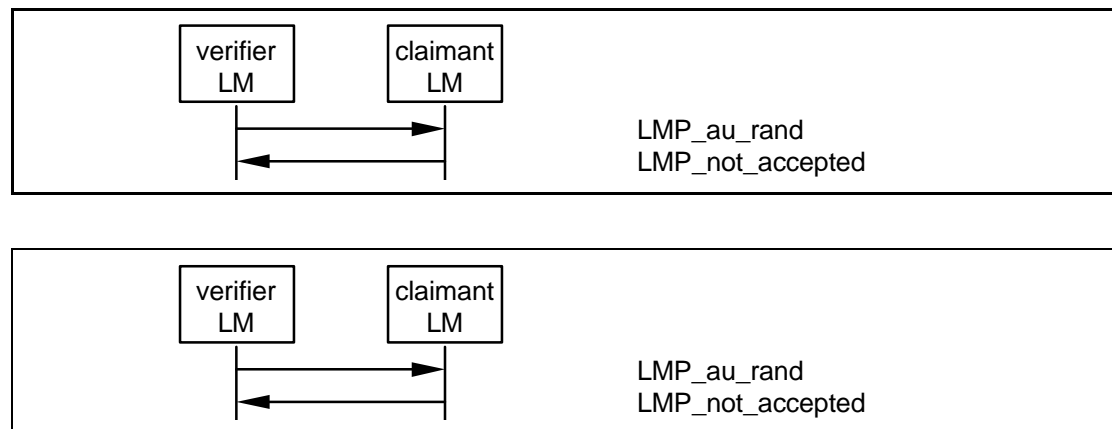 verifier claimant
LM LM
LMP_au_rand
LMP_not_accepted
verifier claimant
LM LM
LMP_au_rand
LMP_not_accepted